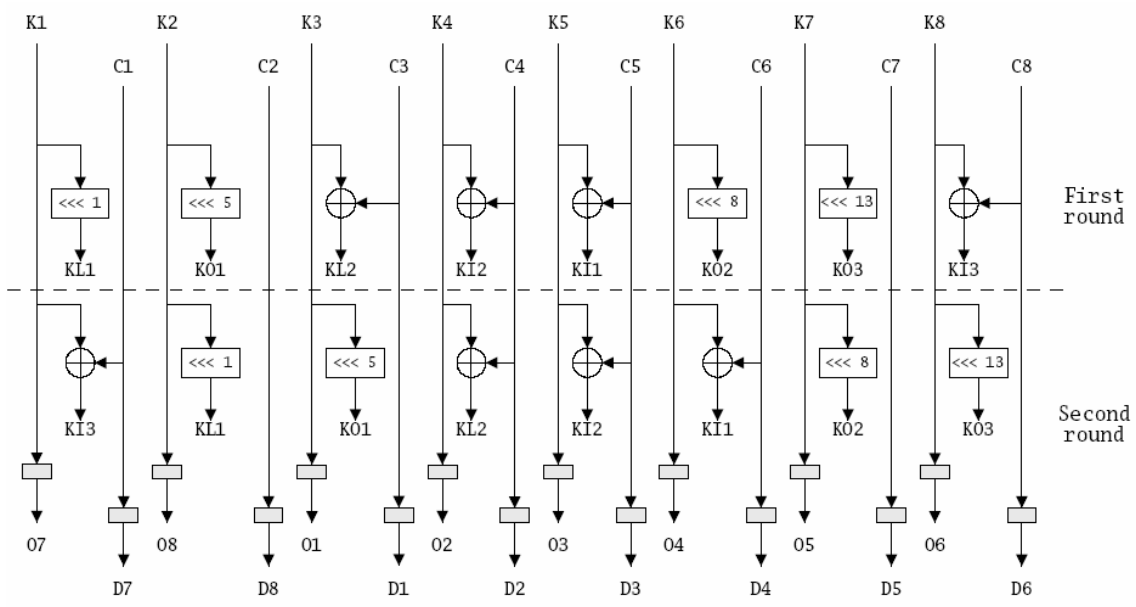 K1 K2 K3 K4 K5 K6 K7 K8
C1 C2 C3 C4 C5 C6 C7 C8
<<< 1 <<< 5 <<< 8 <<< 13
First
round
KL1 KO1 KL2 KI2 KI1 KO2 KO3 KI3
<<< 1 <<< 5 <<< 8 <<< 13
KI3 KL1 KO1 KL2 KI2 KI1 KO2 KO3
Second
round
O7 O8 O1 O2 O3 O4 O5 O6
D7 D8 D1 D2 D3 D4 D5 D6